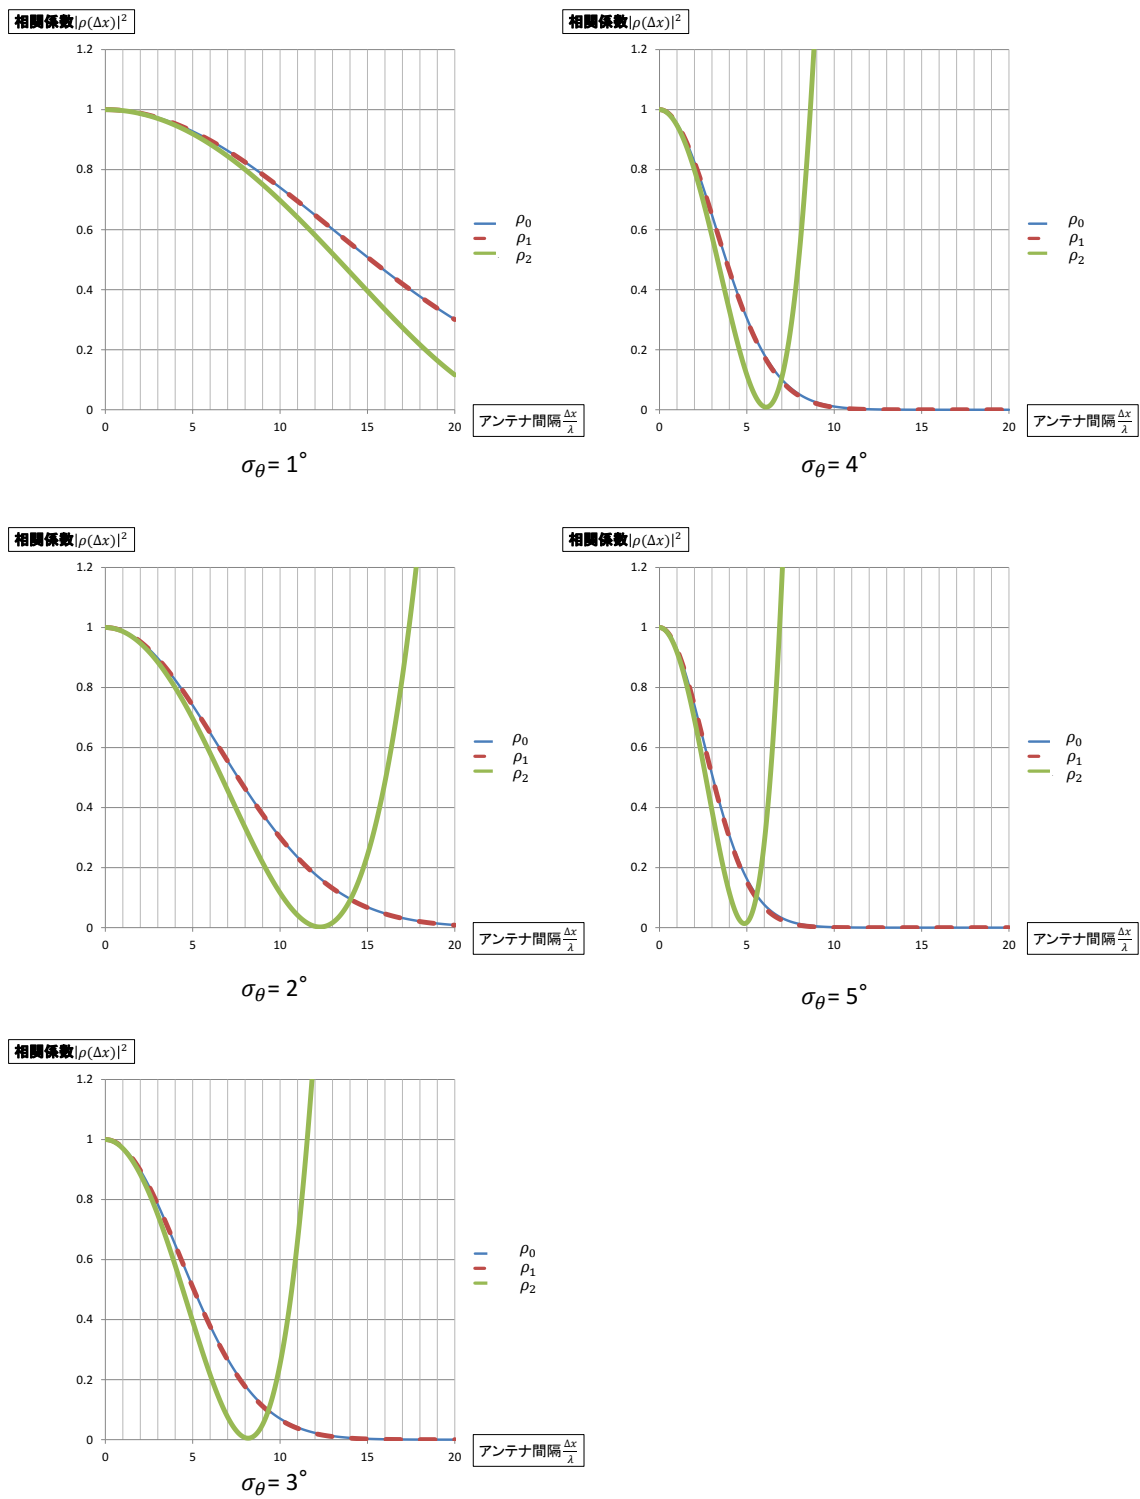 相関係数|ρ(Δx)|²
1.2
1
0.8
0.6
0.4
0.2
0
0 5 10 15 20
ρ₀
ρ₁
ρ₂
アンテナ間隔 Δx/λ
σ_θ= 1°
相関係数|ρ(Δx)|²
1.2
1
0.8
0.6
0.4
0.2
0
0 5 10 15 20
ρ₀
ρ₁
ρ₂
アンテナ間隔 Δx/λ
σ_θ= 4°
相関係数|ρ(Δx)|²
1.2
1
0.8
0.6
0.4
0.2
0
0 5 10 15 20
ρ₀
ρ₁
ρ₂
アンテナ間隔 Δx/λ
σ_θ= 2°
相関係数|ρ(Δx)|²
1.2
1
0.8
0.6
0.4
0.2
0
0 5 10 15 20
ρ₀
ρ₁
ρ₂
アンテナ間隔 Δx/λ
σ_θ= 5°
相関係数|ρ(Δx)|²
1.2
1
0.8
0.6
0.4
0.2
0
0 5 10 15 20
ρ₀
ρ₁
ρ₂
アンテナ間隔 Δx/λ
σ_θ= 3°